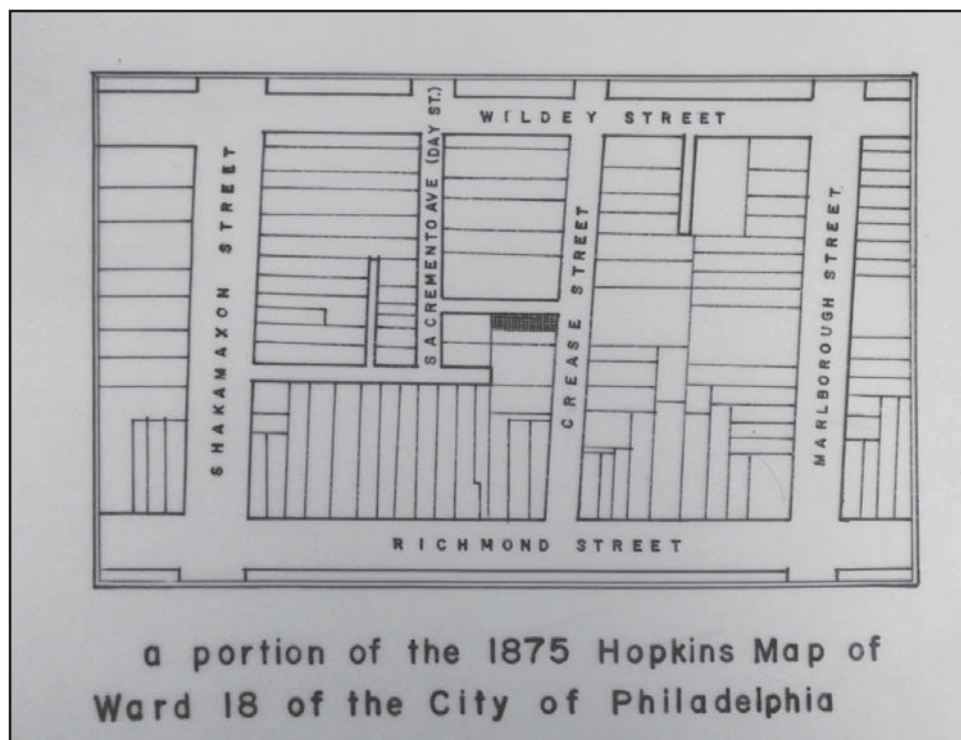 WILDEY STREET
SHAKAMAXON STREET
SACREMENTO AVE (DAY ST.)
CREASE STREET
MARLBOROUGH STREET
RICHMOND STREET
a portion of the 1875 Hopkins Map of
Ward 18 of the City of Philadelphia